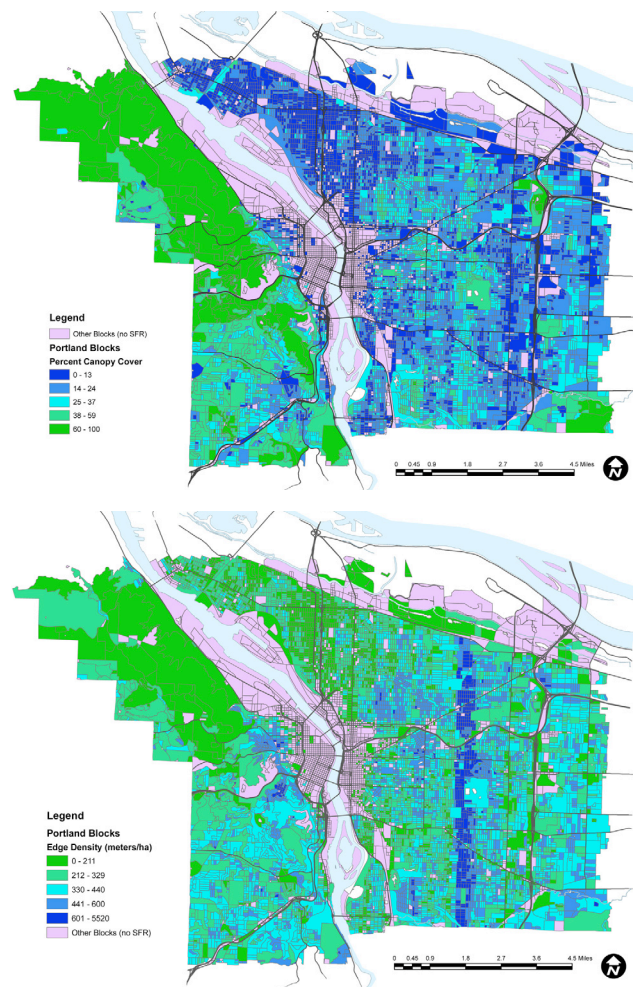 Legend
Other Blocks (no SFR)
Portland Blocks
Percent Canopy Cover
0 - 13
14 - 24
25 - 37
38 - 59
60 - 100
0 0.45 0.9 1.8 2.7 3.6 4.5 Miles
N
Legend
Portland Blocks
Edge Density (meters/ha)
0 - 211
212 - 329
330 - 440
441 - 600
601 - 5520
Other Blocks (no SFR)
0 0.45 0.9 1.8 2.7 3.6 4.5 Miles
N